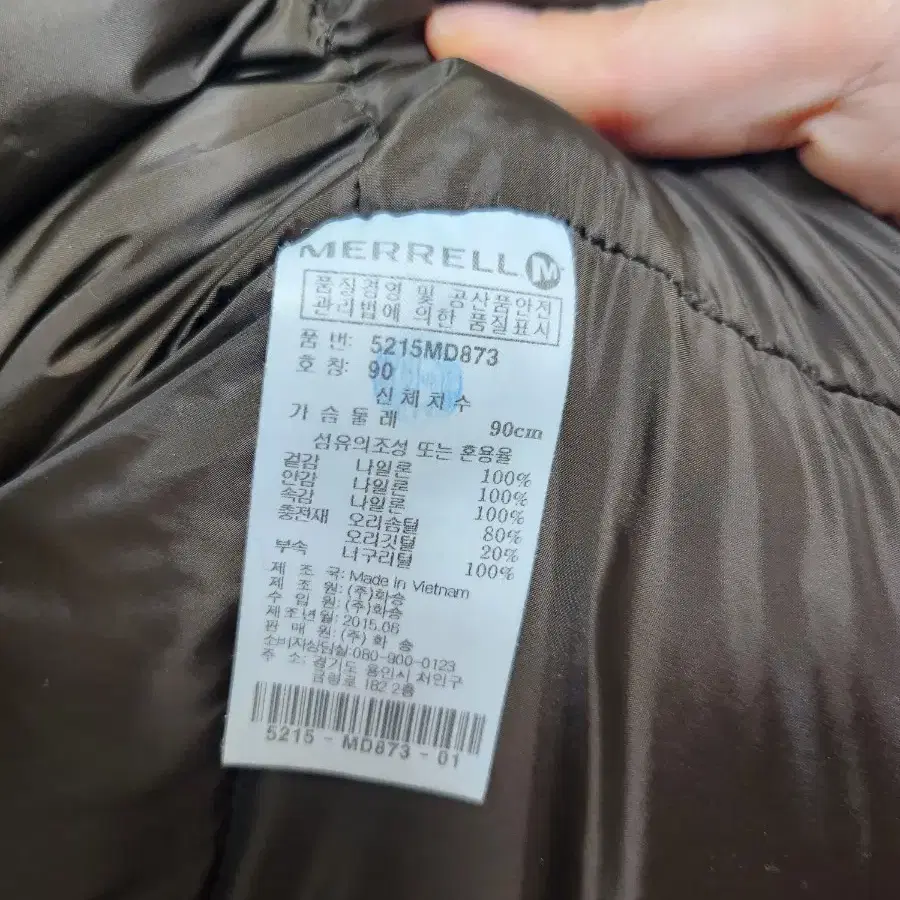 MERRELL M
품질경영 및 공산품안전
관리법에 의한 품질표시
품 번: 5215MD873
호 칭: 90
신체치수
가슴둘레 90cm
섬유의조성 또는 혼용율
겉감 나일론 100%
안감 나일론 100%
속감 나일론 100%
충전재 오리솜털 80%
오리깃털 20%
부속 너구리털 100%
제 조 국: Made in Vietnam
제 조 원: (주)화승
수 입 원: (주)화승
제조년월: 2015.06
판 매 원: (주) 화 승
소비자상담실:080-900-0123
주 소: 경기도 용인시 처인구
금령로 182 2층
5215 - MD873 - 01